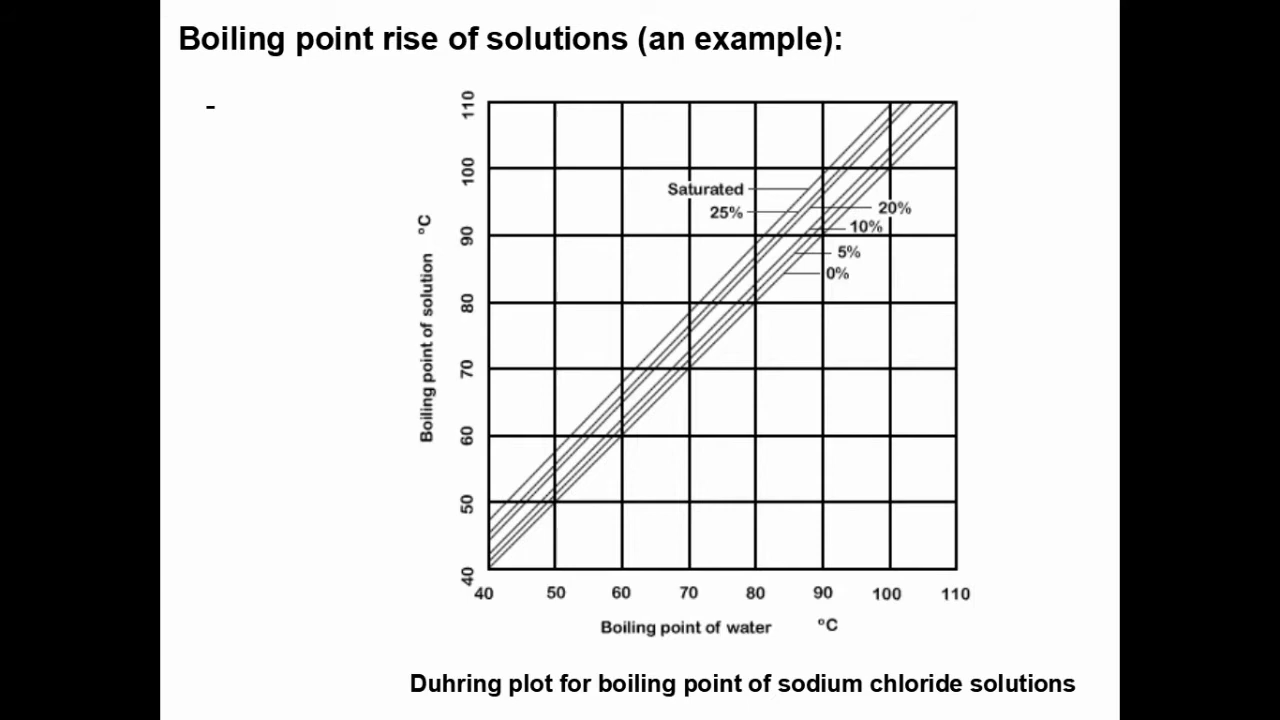 Boiling point rise of solutions (an example):
-
110
100
90
80
70
60
50
40
Boiling point of solution °C
Saturated
25%
20%
10%
5%
0%
40 50 60 70 80 90 100 110
Boiling point of water °C
Duhring plot for boiling point of sodium chloride solutions